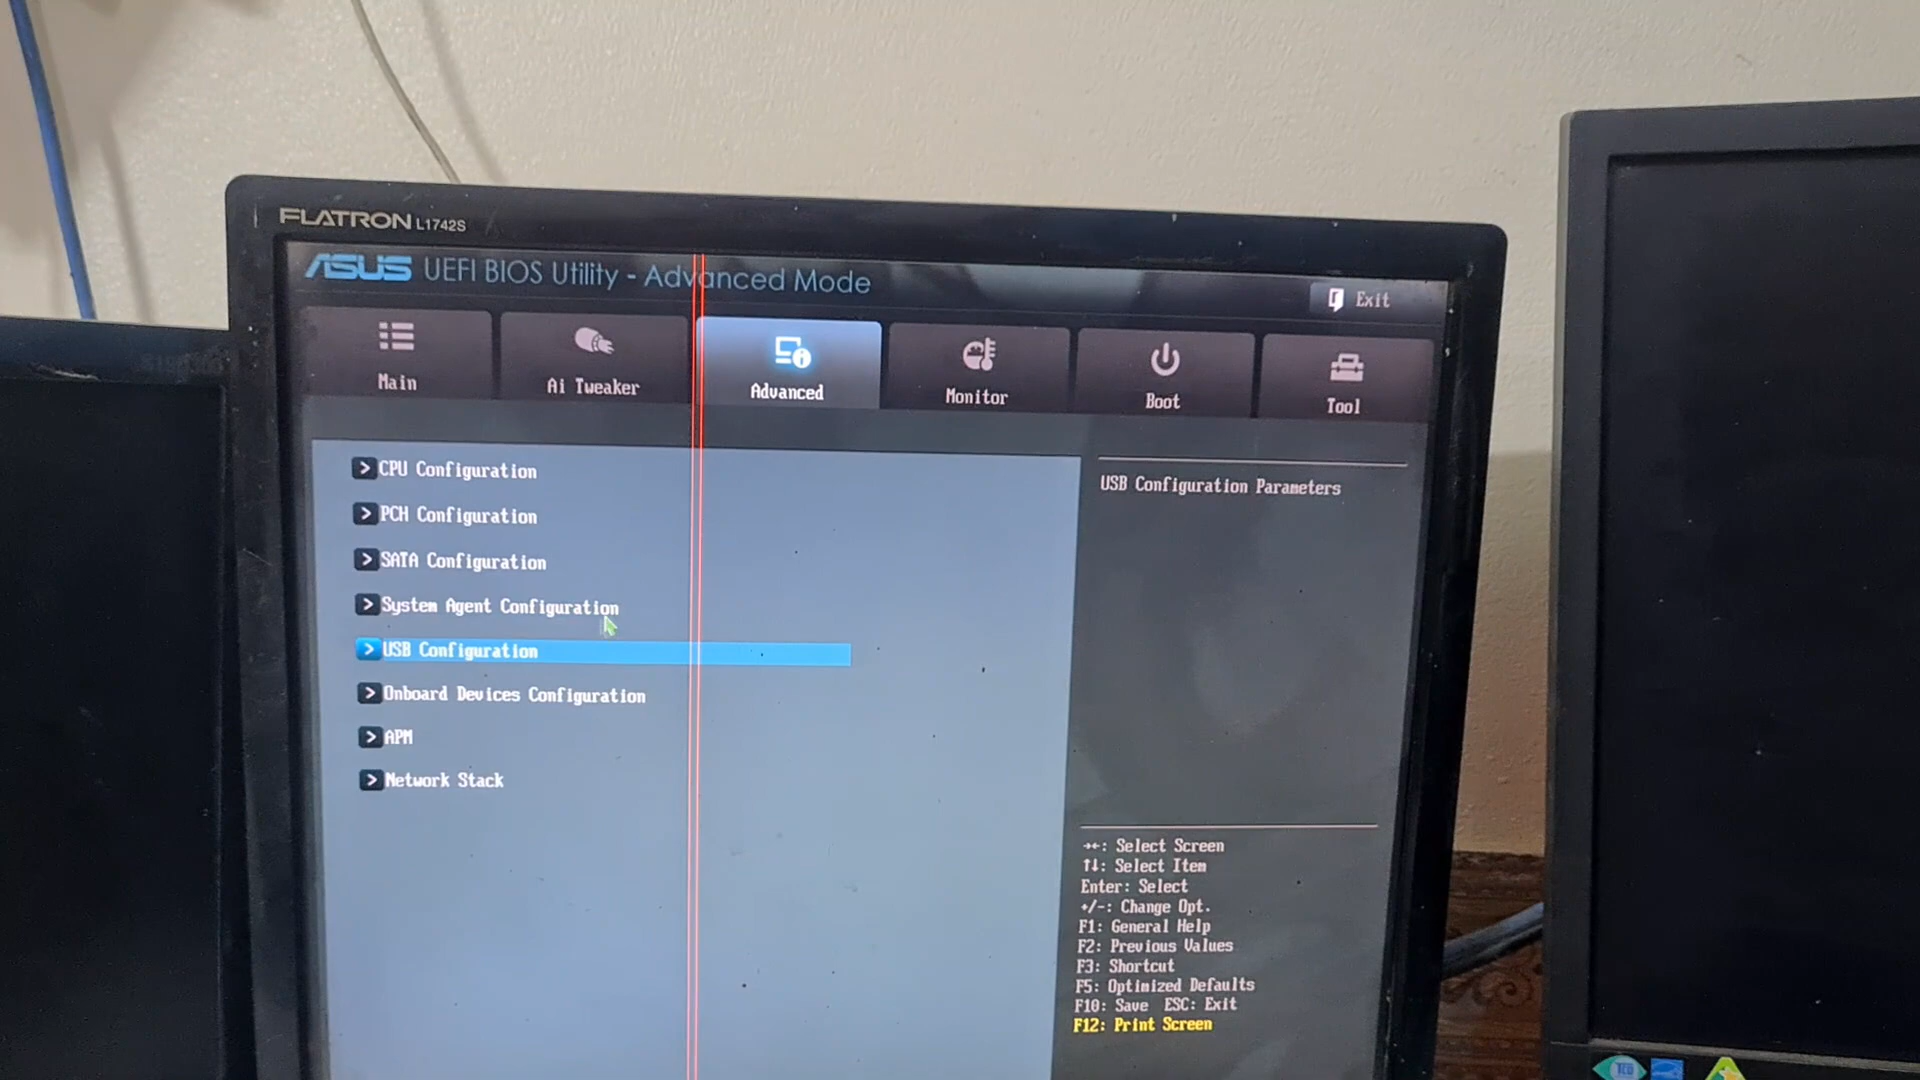 FLATRON L1742S
ASUS UEFI BIOS Utility - Advanced Mode
Exit
Main
Ai Tweaker
Advanced
Monitor
Boot
Tool
CPU Configuration
PCH Configuration
SATA Configuration
System Agent Configuration
USB Configuration
Onboard Devices Configuration
APM
Network Stack
USB Configuration Parameters
→←: Select Screen
↑↓: Select Item
Enter: Select
+/-: Change Opt.
F1: General Help
F2: Previous Values
F3: Shortcut
F5: Optimized Defaults
F10: Save ESC: Exit
F12: Print Screen